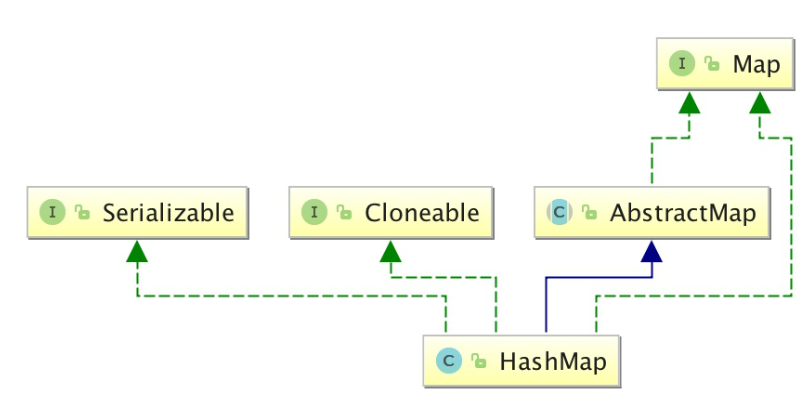 I Map
I Serializable
I Cloneable
C AbstractMap
C HashMap